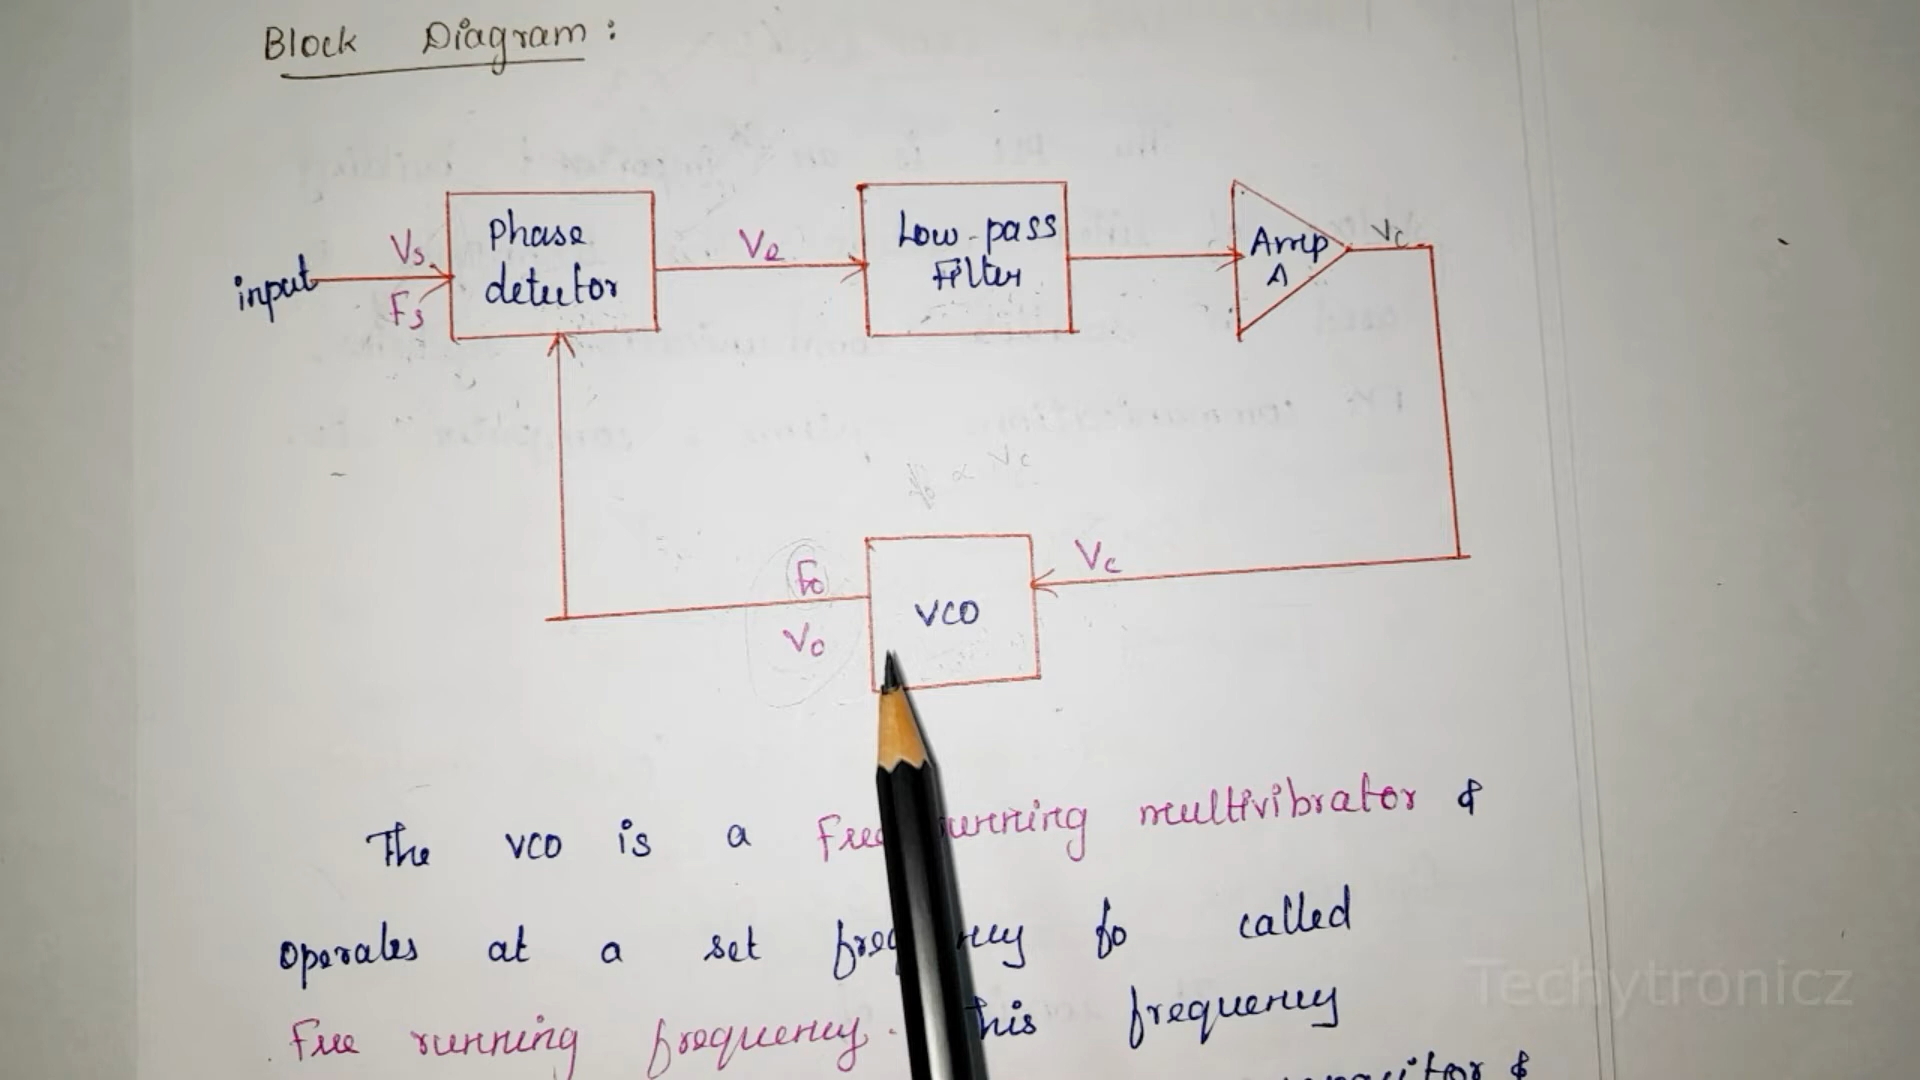 Block Diagram:
Vs
input
Fs
Phase
detector
Ve
Low-pass
Filter
Amp
A
Vc
Fo
Vo
VCO
Vc
The VCO is a Free running multivibrator &
operates at a set frequency fo called
Free running frequency. This frequency
&
Techytronicz